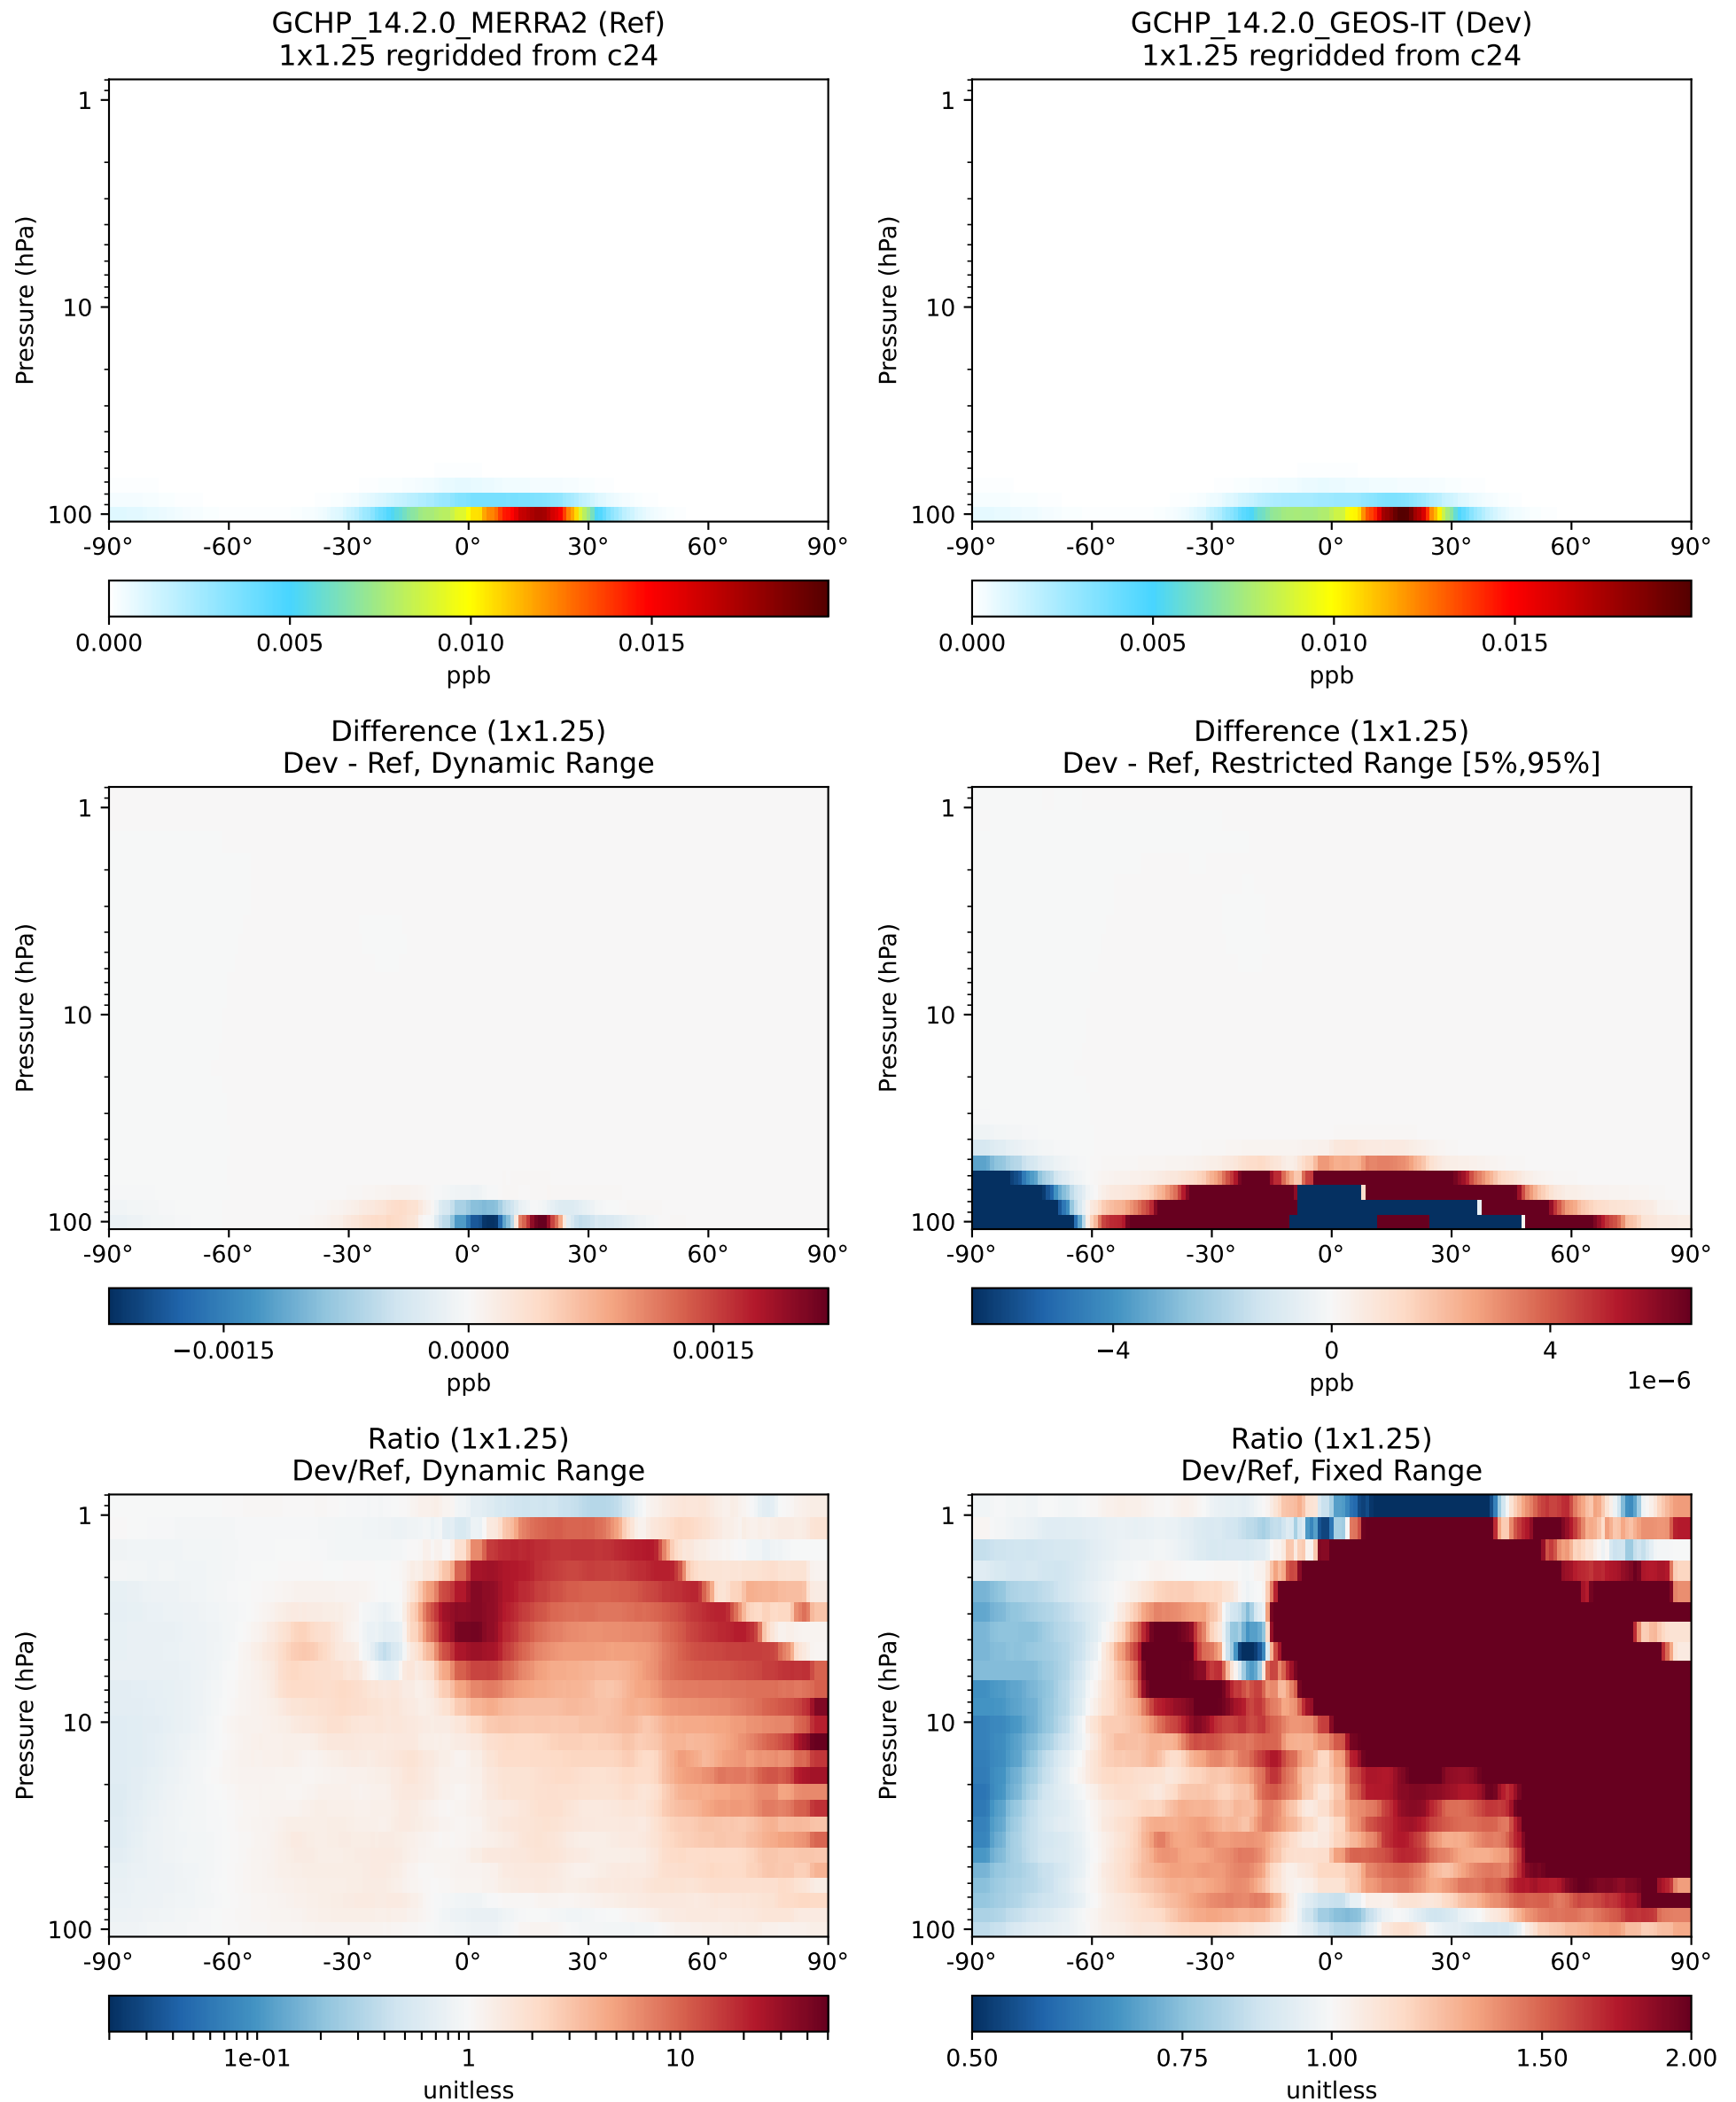 GCHP_14.2.0_MERRA2 (Ref)
1x1.25 regridded from c24
Pressure (hPa)
1
10
100
-90° -60° -30° 0° 30° 60° 90°
0.000 0.005 0.010 0.015
ppb
GCHP_14.2.0_GEOS-IT (Dev)
1x1.25 regridded from c24
Pressure (hPa)
1
10
100
-90° -60° -30° 0° 30° 60° 90°
0.000 0.005 0.010 0.015
ppb
Difference (1x1.25)
Dev - Ref, Dynamic Range
Pressure (hPa)
1
10
100
-90° -60° -30° 0° 30° 60° 90°
−0.0015 0.0000 0.0015
ppb
Difference (1x1.25)
Dev - Ref, Restricted Range [5%,95%]
Pressure (hPa)
1
10
100
-90° -60° -30° 0° 30° 60° 90°
−4 0 4
ppb
1e−6
Ratio (1x1.25)
Dev/Ref, Dynamic Range
Pressure (hPa)
1
10
100
-90° -60° -30° 0° 30° 60° 90°
1e-01 1 10
unitless
Ratio (1x1.25)
Dev/Ref, Fixed Range
Pressure (hPa)
1
10
100
-90° -60° -30° 0° 30° 60° 90°
0.50 0.75 1.00 1.50 2.00
unitless